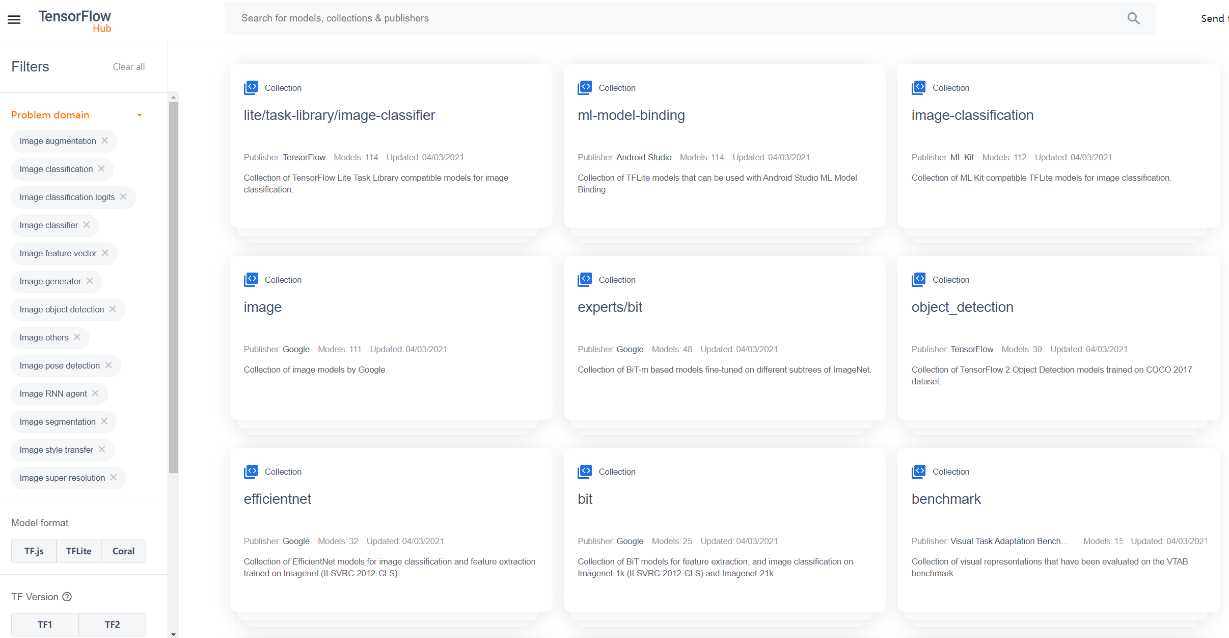 TensorFlow
Hub
Search for models, collections & publishers
Send
Filters
Clear all
Problem domain
Image augmentation
Image classification
Image classification logits
Image classifier
Image feature vector
Image generator
Image object detection
Image others
Image pose detection
Image RNN agent
Image segmentation
Image style transfer
Image super resolution
Model format
TF.js TFLite Coral
TF Version
TF1 TF2
Collection
lite/task-library/image-classifier
Publisher: TensorFlow Models: 114 Updated: 04/03/2021
Collection of TensorFlow Lite Task Library compatible models for image
classification.
Collection
ml-model-binding
Publisher: Android Studio Models: 114 Updated: 04/03/2021
Collection of TFLite models that can be used with Android Studio ML Model
Binding.
Collection
image-classification
Publisher: ML Kit Models: 112 Updated: 04/03/2021
Collection of ML Kit compatible TFLite models for image classification.
Collection
image
Publisher: Google Models: 111 Updated: 04/03/2021
Collection of image models by Google.
Collection
experts/bit
Publisher: Google Models: 48 Updated: 04/03/2021
Collection of BiT-m based models fine-tuned on different subtrees of ImageNet.
Collection
object_detection
Publisher: TensorFlow Models: 39 Updated: 04/03/2021
Collection of TensorFlow 2 Object Detection models trained on COCO 2017
dataset.
Collection
efficientnet
Publisher: Google Models: 32 Updated: 04/03/2021
Collection of EfficientNet models for image classification and feature extraction
trained on Imagenet (ILSVRC-2012-CLS)
Collection
bit
Publisher: Google Models: 25 Updated: 04/03/2021
Collection of BiT models for feature extraction, and image classification on
Imagenet-1k (ILSVRC-2012-CLS) and Imagenet-21k
Collection
benchmark
Publisher: Visual Task Adaptation Bench... Models: 15 Updated: 04/03/2021
Collection of visual representations that have been evaluated on the VTAB
benchmark